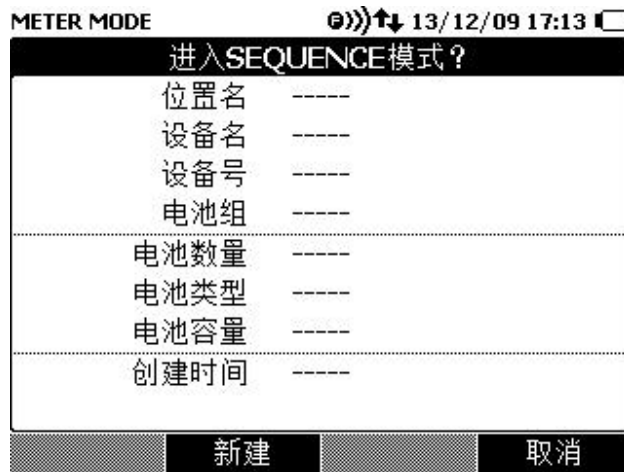 METER MODE 13/12/09 17:13
进入SEQUENCE模式？
位置名 -----
设备名 -----
设备号 -----
电池组 -----
电池数量 -----
电池类型 -----
电池容量 -----
创建时间 -----
新建 取消